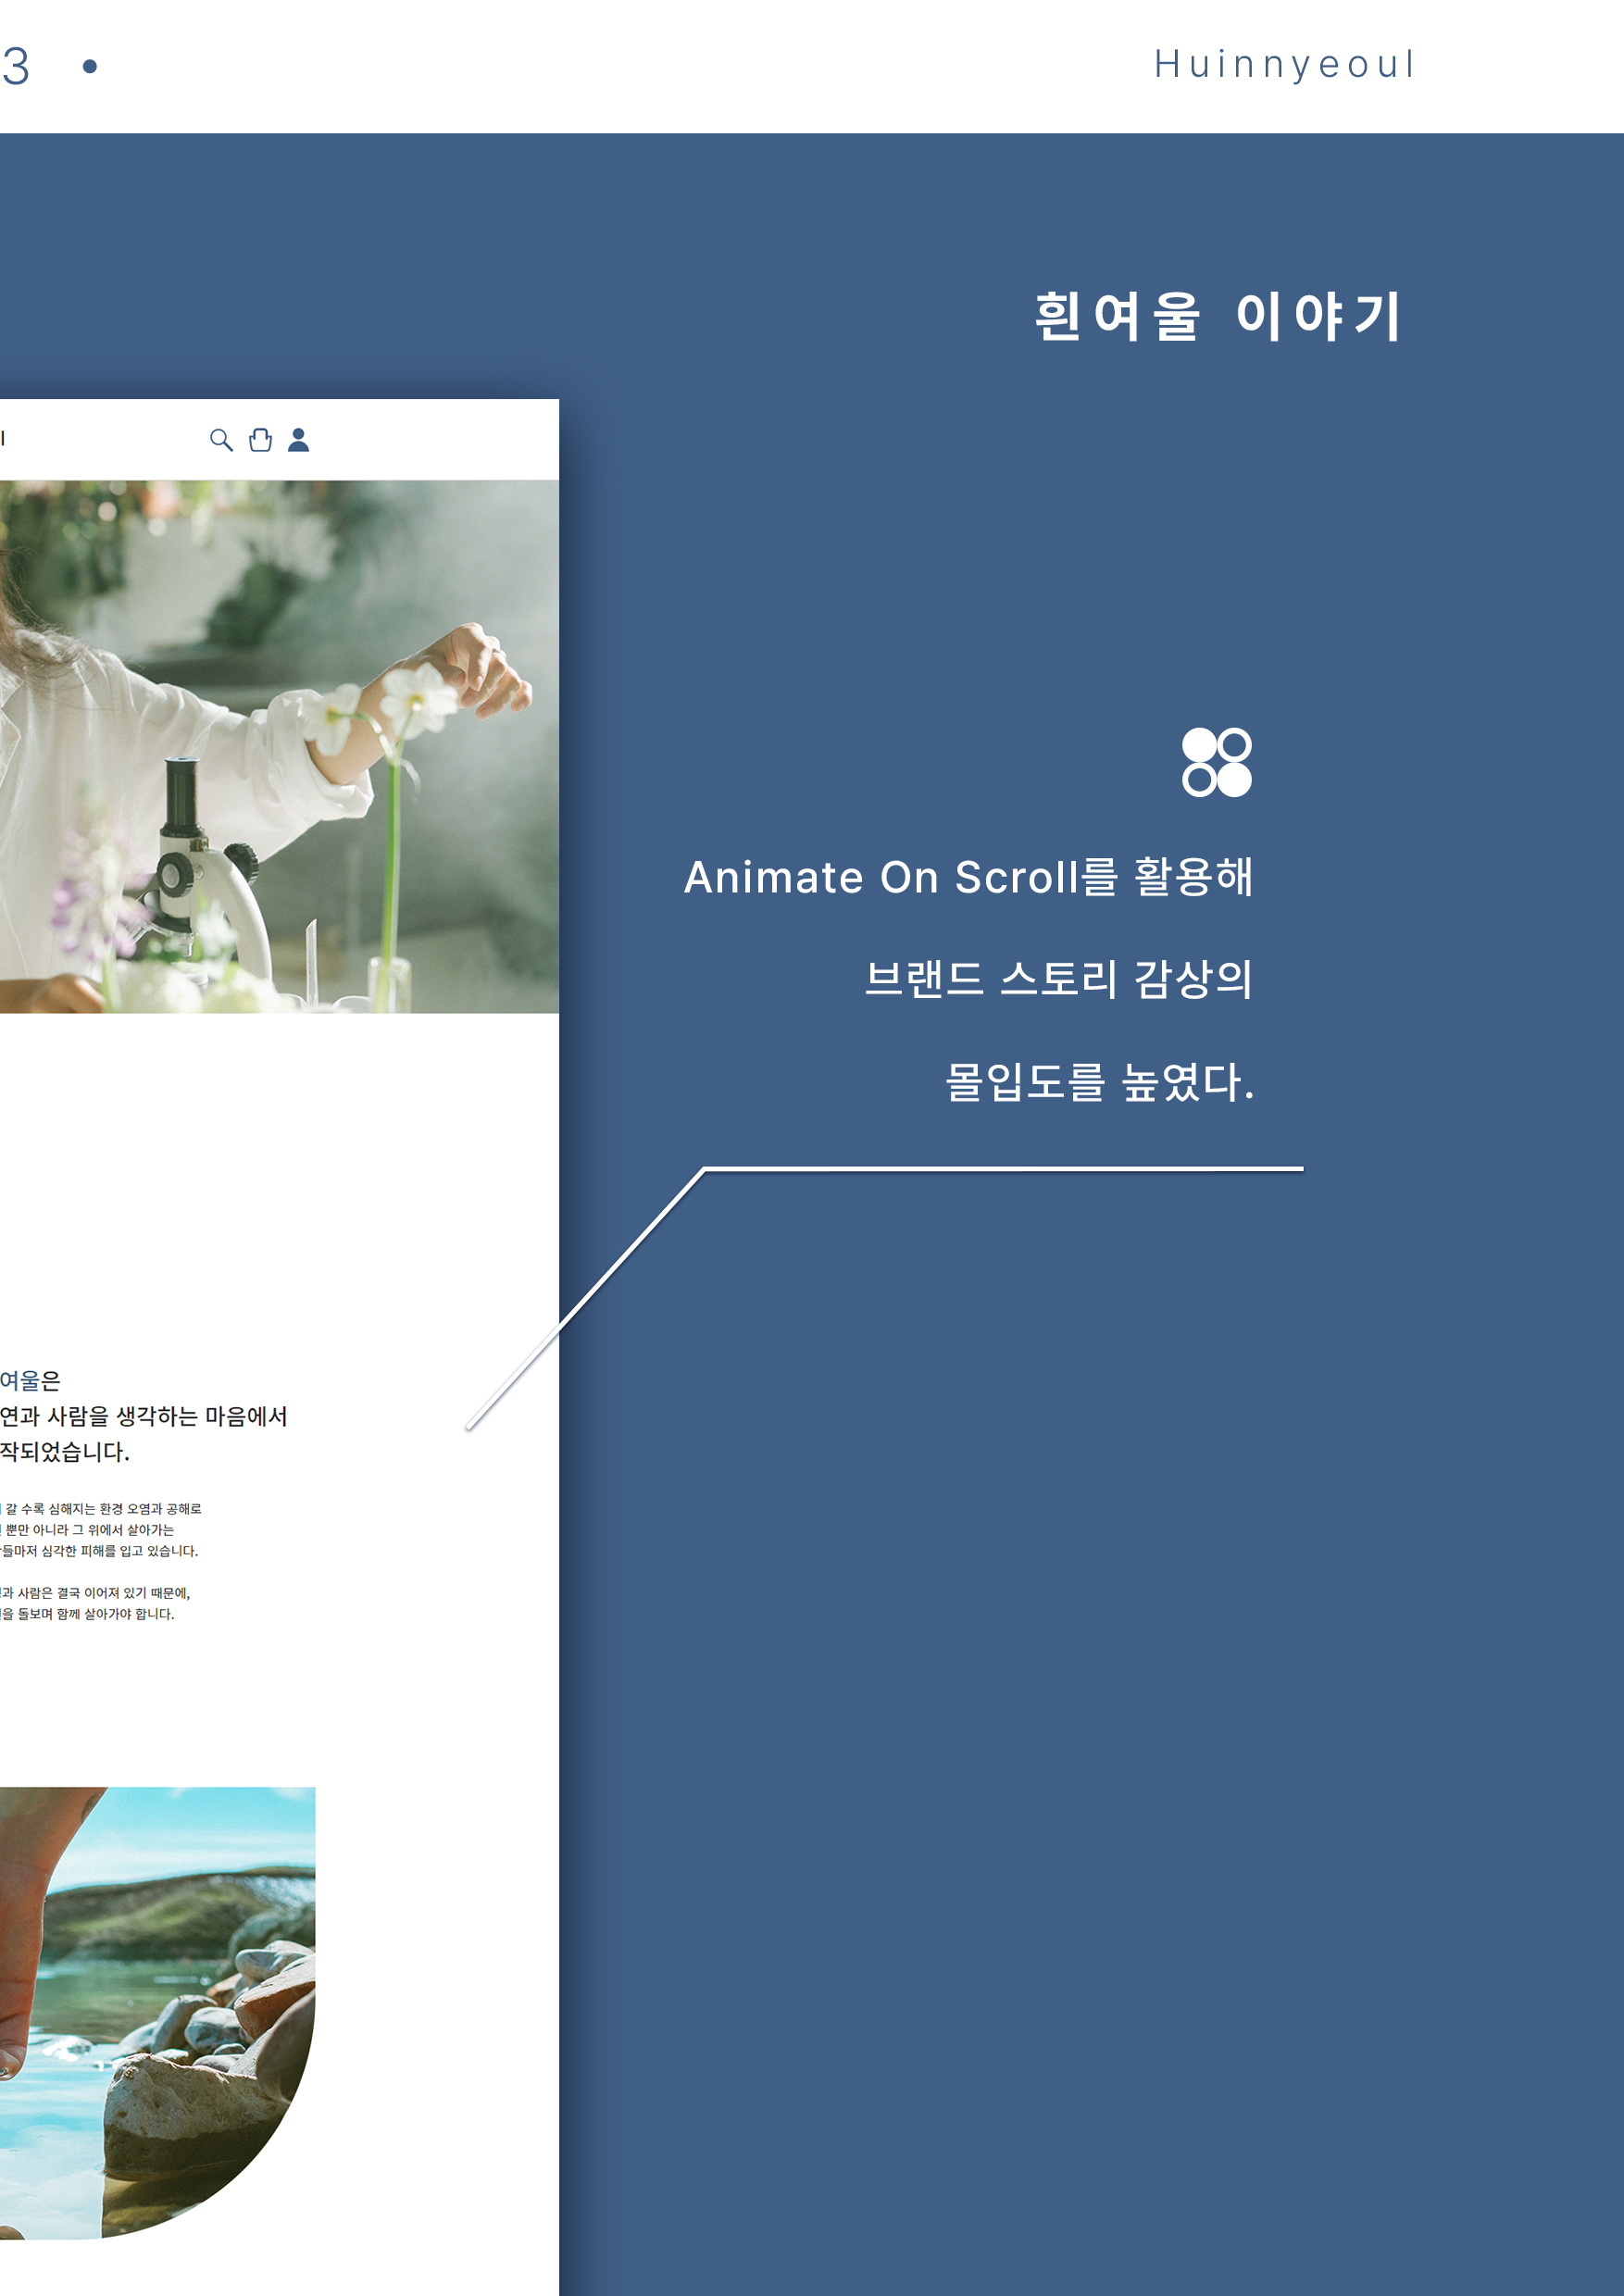 3 •
Huinnyeoul
흰여울 이야기
Animate On Scroll를 활용해
브랜드 스토리 감상의
몰입도를 높였다.
여울은
연과 사람을 생각하는 마음에서
작되었습니다.
갈 수록 심해지는 환경 오염과 공해로
뿐만 아니라 그 위에서 살아가는
들마저 심각한 피해를 입고 있습니다.
과 사람은 결국 이어져 있기 때문에,
을 돌보며 함께 살아가야 합니다.